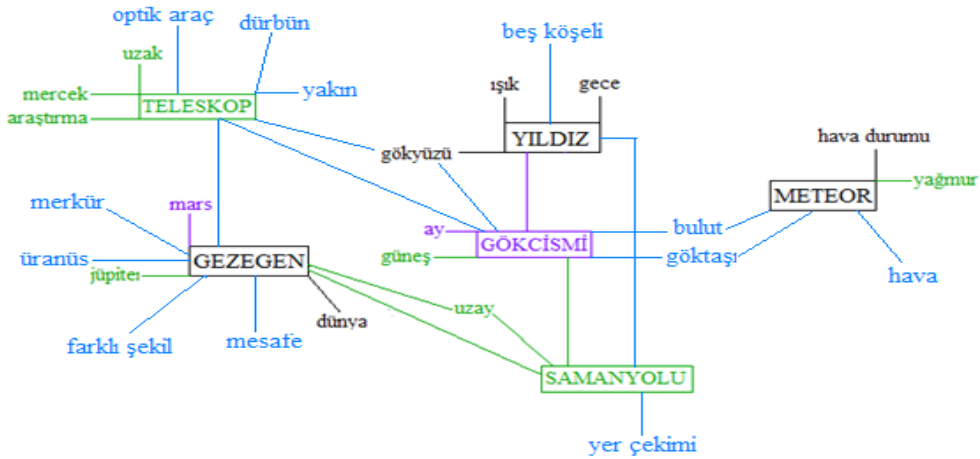 optik araç
dürbün
uzak
beş köşeli
ışık
gece
mercek
yakın
TELESKOP
araştırma
YILDIZ
hava durumu
gökyüzü
yağmur
METEOR
merkür
mars
ay
bulut
GÖKCİSMİ
üranüs
GEZEGEN
güneş
göktaşı
jüpiter
hava
uzay
dünya
farklı şekil
mesafe
SAMANYOLU
yer çekimi